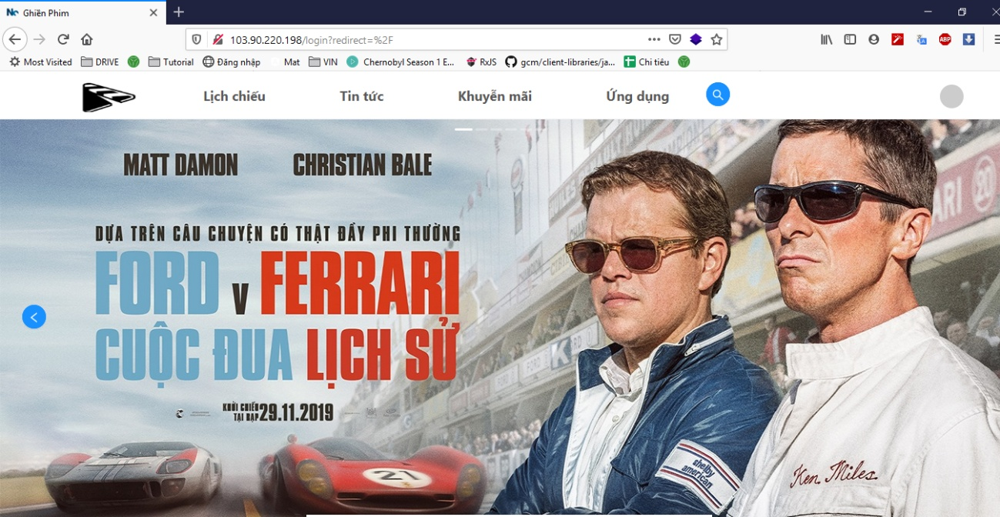 Ghiền Phim
103.90.220.198/login?redirect=%2F
Most Visited DRIVE Tutorial Đăng nhập Mat VIN Chernobyl Season 1 E... RxJS gcm/client-libraries/ja... Chi tiêu
Lịch chiếu Tin tức Khuyễn mãi Ứng dụng
MATT DAMON CHRISTIAN BALE
DỰA TRÊN CÂU CHUYỆN CÓ THẬT ĐẦY PHI THƯỜNG
FORD V FERRARI
CUỘC ĐUA LỊCH SỬ
KHỞI CHIẾU
TẠI RẠP 29.11.2019
21
shelby
american
Ken Miles
ABP